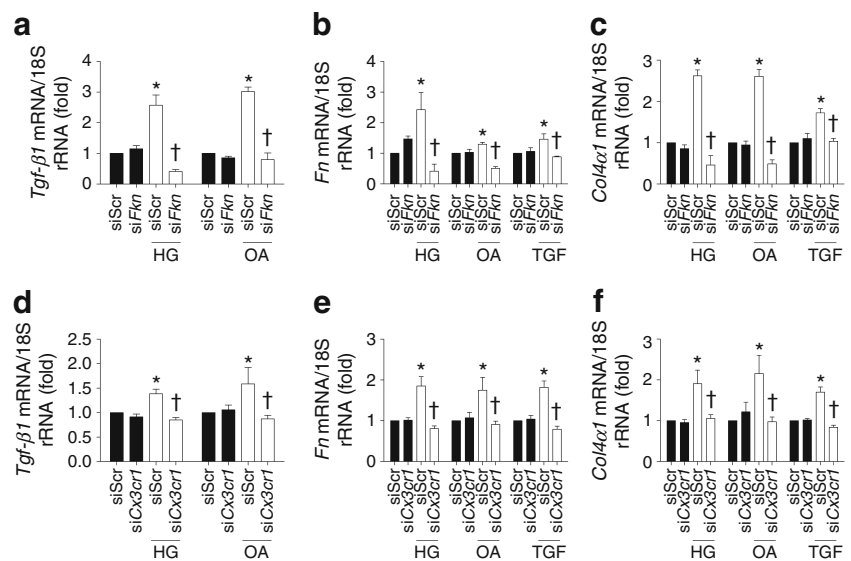 a
Tgf-β1 mRNA/18S
rRNA (fold)
4
3
2
1
0
siScr
siFkn
siScr
siFkn
siScr
siFkn
siScr
siFkn
*
†
*
†
HG
OA
b
Fn mRNA/18S
rRNA (fold)
4
3
2
1
0
siScr
siFkn
siScr
siFkn
siScr
siFkn
siScr
siFkn
siScr
siFkn
siScr
siFkn
*
†
*
†
*
†
HG
OA
TGF
c
Col4α1 mRNA/18S
rRNA (fold)
3
2
1
0
siScr
siFkn
siScr
siFkn
siScr
siFkn
siScr
siFkn
siScr
siFkn
siScr
siFkn
*
†
*
†
*
†
HG
OA
TGF
d
Tgf-β1 mRNA/18S
rRNA (fold)
2.5
2.0
1.5
1.0
0.5
0.0
siScr
siCx3cr1
siScr
siCx3cr1
siScr
siCx3cr1
siScr
siCx3cr1
*
†
*
†
HG
OA
e
Fn mRNA/18S
rRNA (fold)
3
2
1
0
siScr
siCx3cr1
siScr
siCx3cr1
siScr
siCx3cr1
siScr
siCx3cr1
siScr
siCx3cr1
siScr
siCx3cr1
*
†
*
†
*
†
HG
OA
TGF
f
Col4α1 mRNA/18S
rRNA (fold)
3
2
1
0
siScr
siCx3cr1
siScr
siCx3cr1
siScr
siCx3cr1
siScr
siCx3cr1
siScr
siCx3cr1
siScr
siCx3cr1
*
†
*
†
*
†
HG
OA
TGF